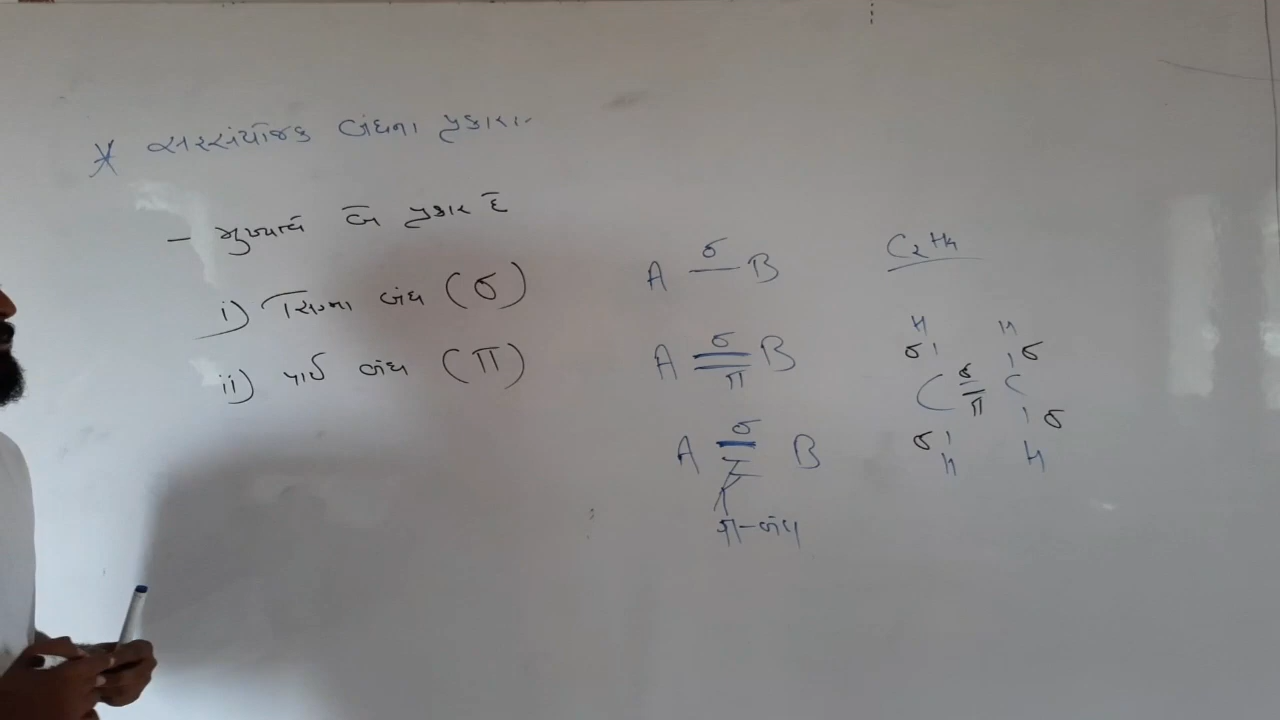 * સહસંયોજક બંધના પ્રકારો.
- મુખ્યત્વે બે પ્રકાર છે
i) સિગ્મા બંધ (σ)
ii) પાઈ બંધ (π)
σ
A — B
σ
A = B
π
σ
A ≡ B
π-બંધ
C2H4
H H
σ σ
C σ = π C
σ σ
H H